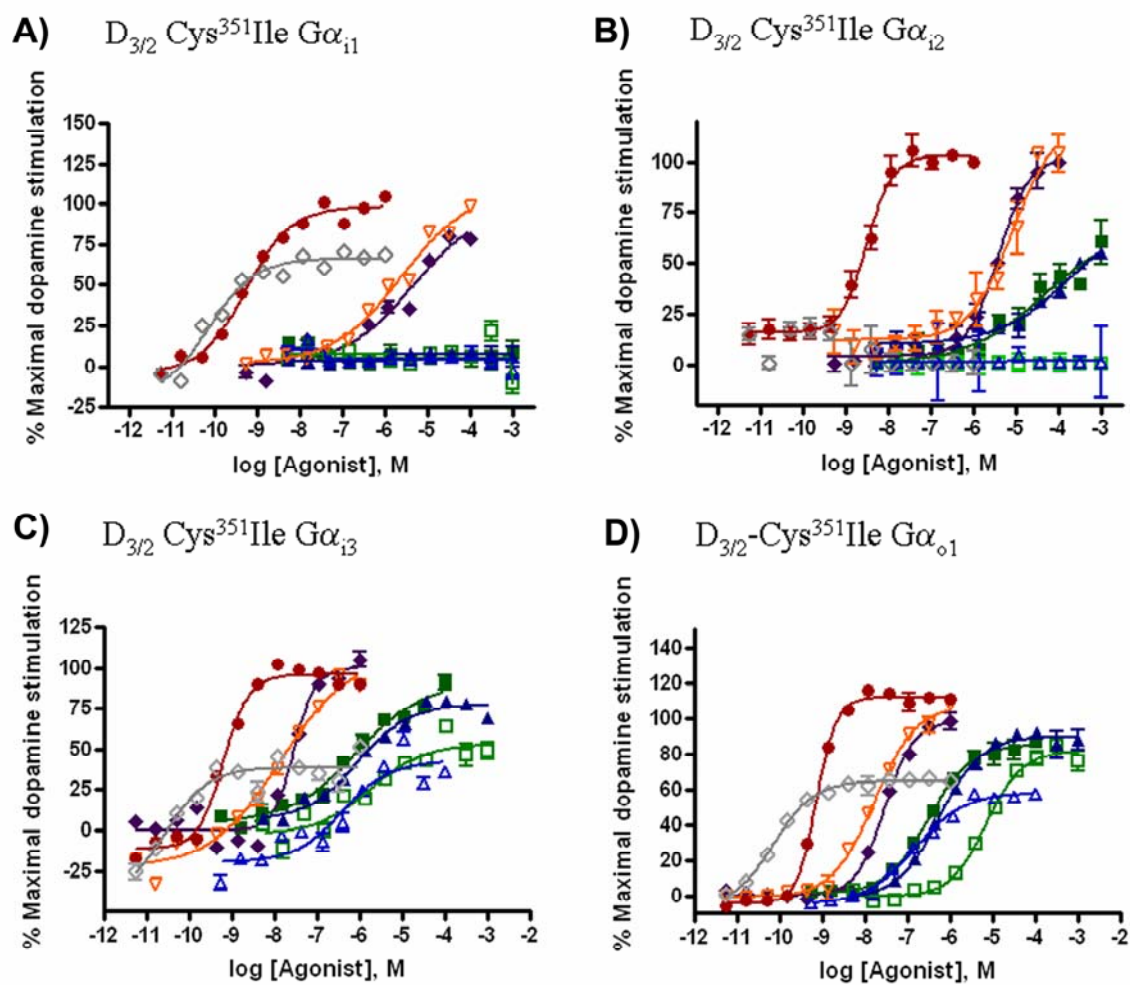 A) D3/2 Cys351Ile Gαi1
% Maximal dopamine stimulation
150
125
100
75
50
25
0
-25
-12 -11 -10 -9 -8 -7 -6 -5 -4 -3
log [Agonist], M
B) D3/2 Cys351Ile Gαi2
% Maximal dopamine stimulation
100
75
50
25
0
-12 -11 -10 -9 -8 -7 -6 -5 -4 -3
log [Agonist], M
C) D3/2 Cys351Ile Gαi3
% Maximal dopamine stimulation
125
100
75
50
25
0
-25
-12 -11 -10 -9 -8 -7 -6 -5 -4 -3 -2
log [Agonist], M
D) D3/2-Cys351Ile Gαo1
% Maximal dopamine stimulation
140
120
100
80
60
40
20
0
-12 -11 -10 -9 -8 -7 -6 -5 -4 -3 -2
log [Agonist], M